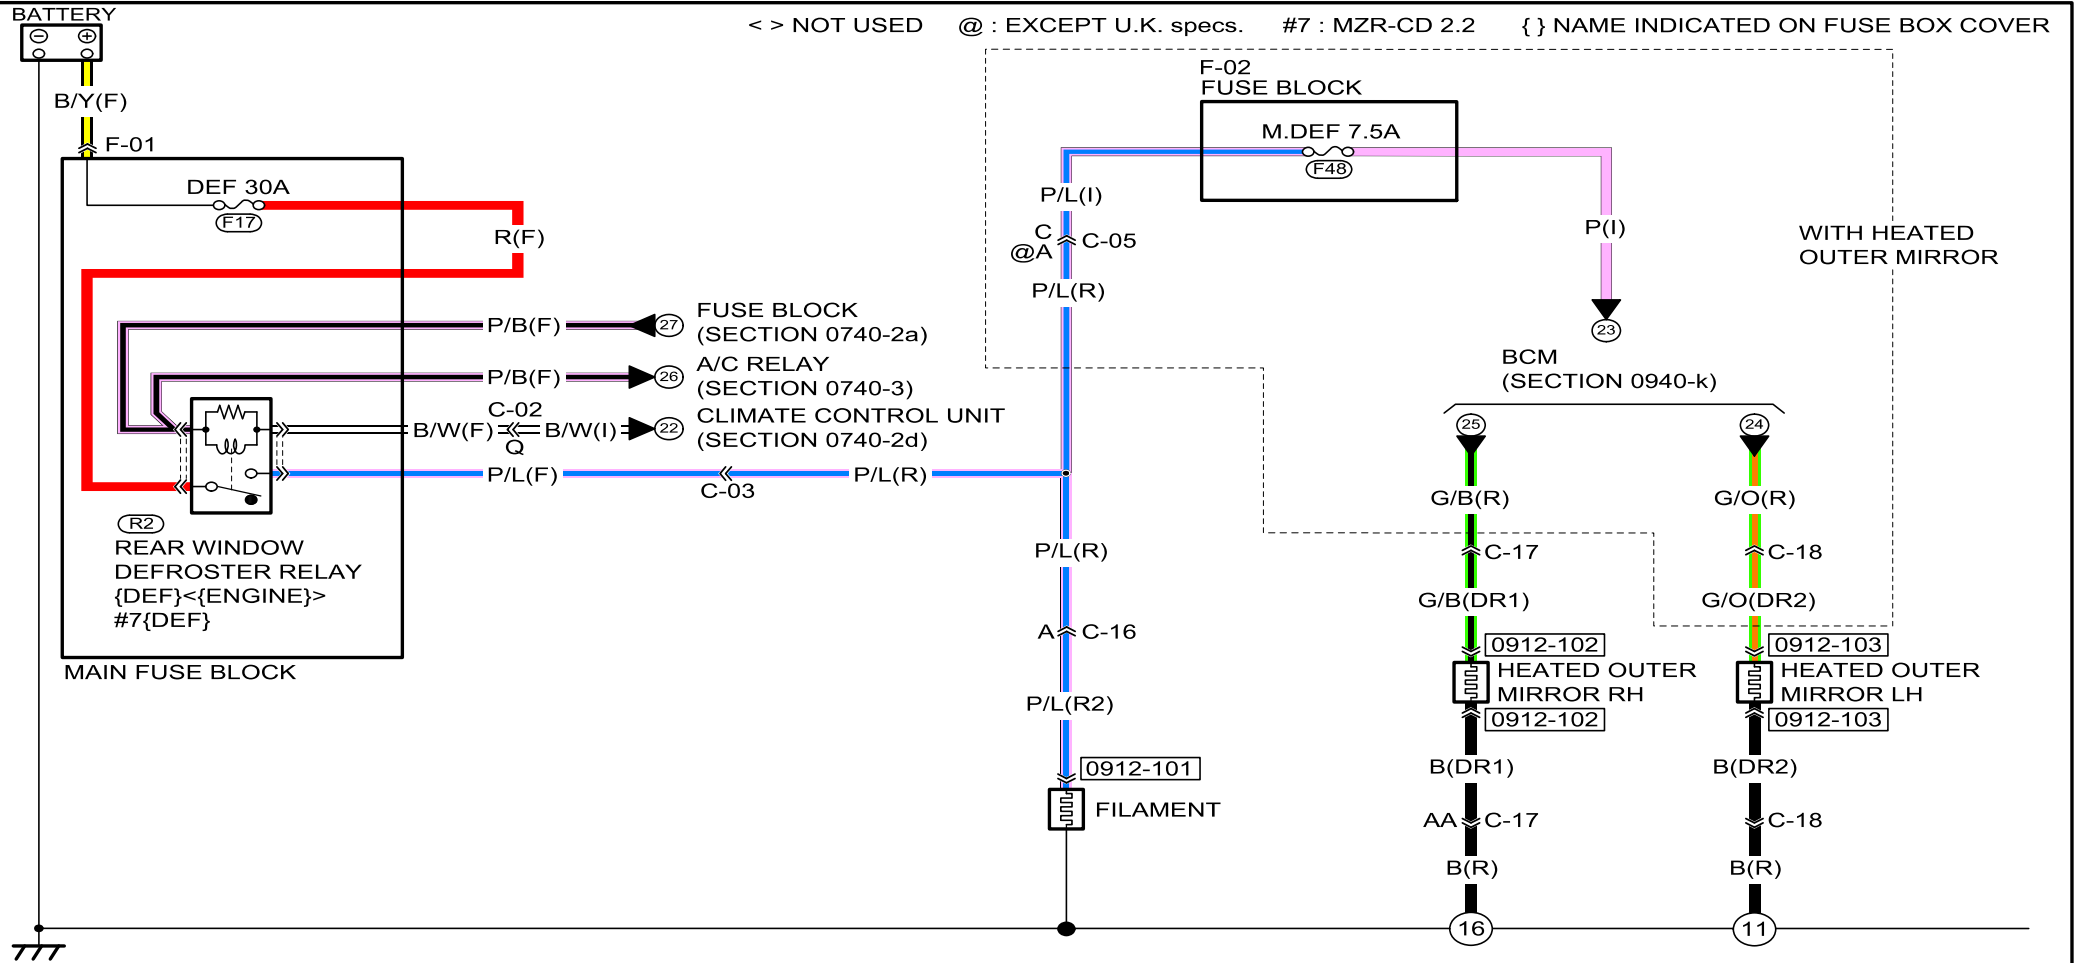 BATTERY
< > NOT USED @ : EXCEPT U.K. specs. #7 : MZR-CD 2.2 { } NAME INDICATED ON FUSE BOX COVER
B/Y(F)
F-01
DEF 30A
F17
R(F)
F-02
FUSE BLOCK
M.DEF 7.5A
F48
P/L(I)
C
@A
C-05
P/L(R)
P(I)
23
WITH HEATED
OUTER MIRROR
P/B(F)
27
FUSE BLOCK
(SECTION 0740-2a)
P/B(F)
26
A/C RELAY
(SECTION 0740-3)
C-02
B/W(F)
Q
B/W(I)
22
CLIMATE CONTROL UNIT
(SECTION 0740-2d)
P/L(F)
C-03
P/L(R)
R2
REAR WINDOW
DEFROSTER RELAY
{DEF}<{ENGINE}>
#7{DEF}
MAIN FUSE BLOCK
P/L(R)
A
C-16
P/L(R2)
0912-101
FILAMENT
BCM
(SECTION 0940-k)
25
24
G/B(R)
G/O(R)
C-17
C-18
G/B(DR1)
G/O(DR2)
0912-102
0912-103
HEATED OUTER
MIRROR RH
HEATED OUTER
MIRROR LH
0912-102
0912-103
B(DR1)
B(DR2)
AA
C-17
C-18
B(R)
B(R)
16
11